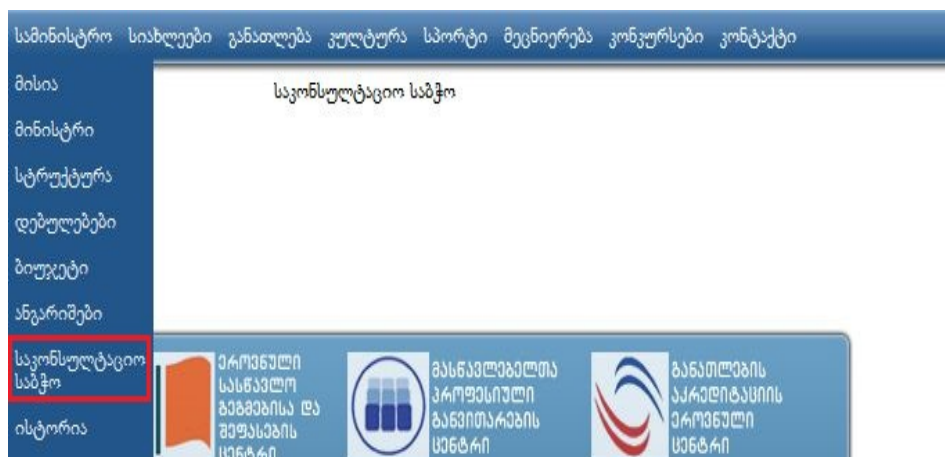 სამინისტრო სიახლეები განათლება კულტურა სპორტი მეცნიერება კონკურსები კონტაქტი
მისია
საკონსულტაციო საბჭო
მინისტრი
სტრუქტურა
დებულებები
ბიუჯეტი
ანგარიშები
საკონსულტაციო
საბჭო
ისტორია
ეროვნული
სასწავლო
გეგმებისა და
შეფასების
ცენტრი
მასწავლებელთა
პროფესიული
განვითარების
ცენტრი
განათლების
აკრედიტაციის
ეროვნული
ცენტრი